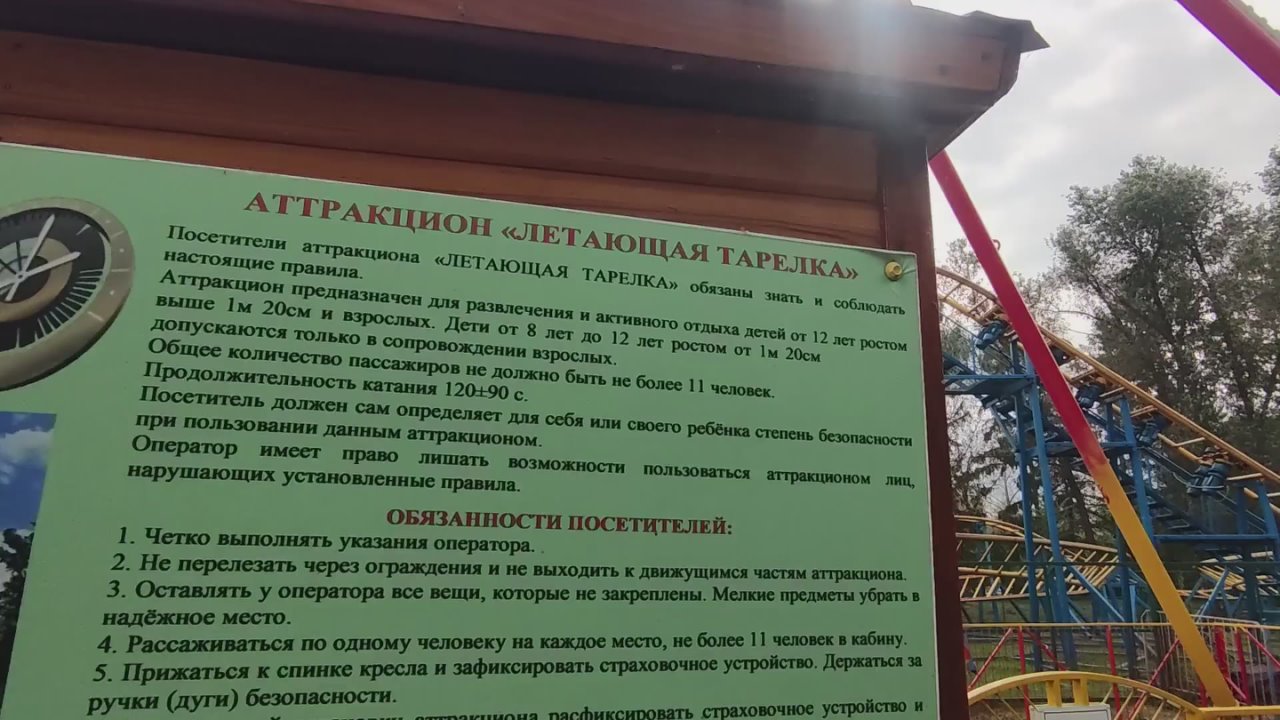 АТТРАКЦИОН «ЛЕТАЮЩАЯ ТАРЕЛКА»
Посетители аттракциона «ЛЕТАЮЩАЯ ТАРЕЛКА» обязаны знать и соблюдать
настоящие правила.
Аттракцион предназначен для развлечения и активного отдыха детей от 12 лет ростом
выше 1м 20см и взрослых. Дети от 8 лет до 12 лет ростом от 1м 20см
допускаются только в сопровождении взрослых.
Общее количество пассажиров не должно быть не более 11 человек.
Продолжительность катания 120±90 с.
Посетитель должен сам определяет для себя или своего ребёнка степень безопасности
при пользовании данным аттракционом.
Оператор имеет право лишать возможности пользоваться аттракционом лиц,
нарушающих установленные правила.
ОБЯЗАННОСТИ ПОСЕТИТЕЛЕЙ:
1. Четко выполнять указания оператора.
2. Не перелезать через ограждения и не выходить к движущимся частям аттракциона.
3. Оставлять у оператора все вещи, которые не закреплены. Мелкие предметы убрать в
надёжное место.
4. Рассаживаться по одному человеку на каждое место, не более 11 человек в кабину.
5. Прижаться к спинке кресла и зафиксировать страховочное устройство. Держаться за
ручки (дуги) безопасности.
аттракциона расфиксировать страховочное устройство и